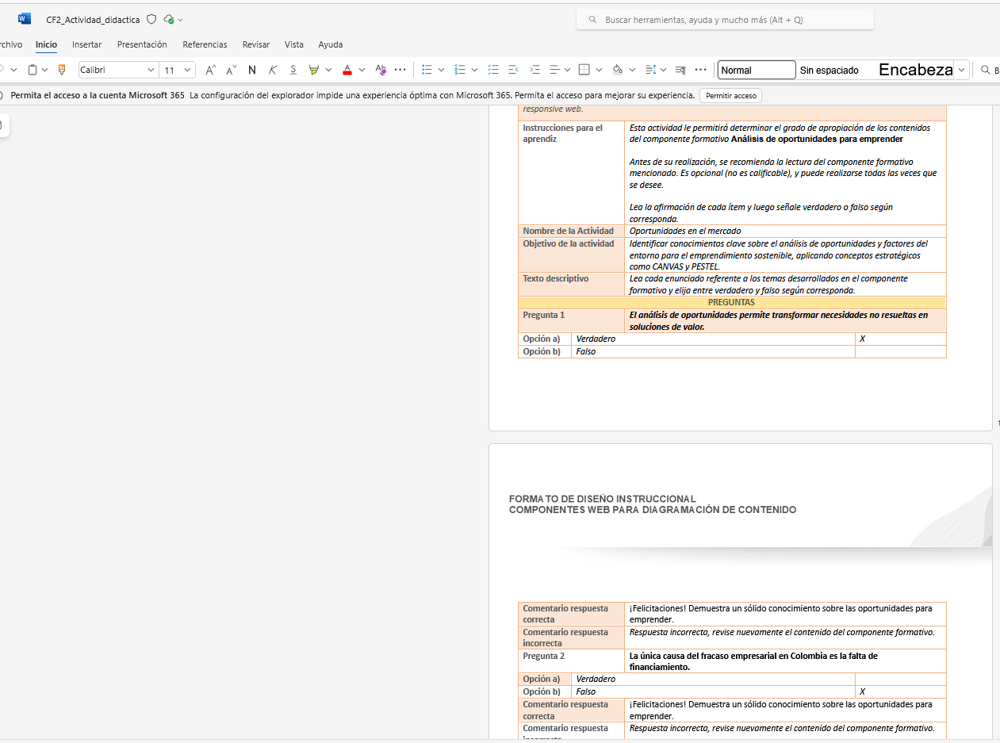 CF2_Actividad_didactica
Buscar herramientas, ayuda y mucho más (Alt + Q)
rchivo Inicio Insertar Presentación Referencias Revisar Vista Ayuda
Calibri 11 A A N K S A A Normal Sin espaciado Encabeza B
Permita el acceso a la cuenta Microsoft 365 La configuración del explorador impide una experiencia óptima con Microsoft 365. Permita el acceso para mejorar su experiencia. Permitir acceso
responsive web.
Instrucciones para el aprendiz
Esta actividad le permitirá determinar el grado de apropiación de los contenidos
del componente formativo Análisis de oportunidades para emprender
Antes de su realización, se recomienda la lectura del componente formativo
mencionado. Es opcional (no es calificable), y puede realizarse todas las veces que
se desee.
Lea la afirmación de cada ítem y luego señale verdadero o falso según
corresponda.
Nombre de la Actividad Oportunidades en el mercado
Objetivo de la actividad Identificar conocimientos clave sobre el análisis de oportunidades y factores del
entorno para el emprendimiento sostenible, aplicando conceptos estratégicos
como CANVAS y PESTEL.
Texto descriptivo Lea cada enunciado referente a los temas desarrollados en el componente
formativo y elija entre verdadero y falso según corresponda.
PREGUNTAS
Pregunta 1 El análisis de oportunidades permite transformar necesidades no resueltas en
soluciones de valor.
Opción a) Verdadero X
Opción b) Falso
1
FORMATO DE DISEÑO INSTRUCCIONAL
COMPONENTES WEB PARA DIAGRAMACIÓN DE CONTENIDO
Comentario respuesta correcta
¡Felicitaciones! Demuestra un sólido conocimiento sobre las oportunidades para
emprender.
Comentario respuesta incorrecta
Respuesta incorrecta, revise nuevamente el contenido del componente formativo.
Pregunta 2 La única causa del fracaso empresarial en Colombia es la falta de
financiamiento.
Opción a) Verdadero
Opción b) Falso X
Comentario respuesta correcta
¡Felicitaciones! Demuestra un sólido conocimiento sobre las oportunidades para
emprender.
Comentario respuesta incorrecta
Respuesta incorrecta, revise nuevamente el contenido del componente formativo.